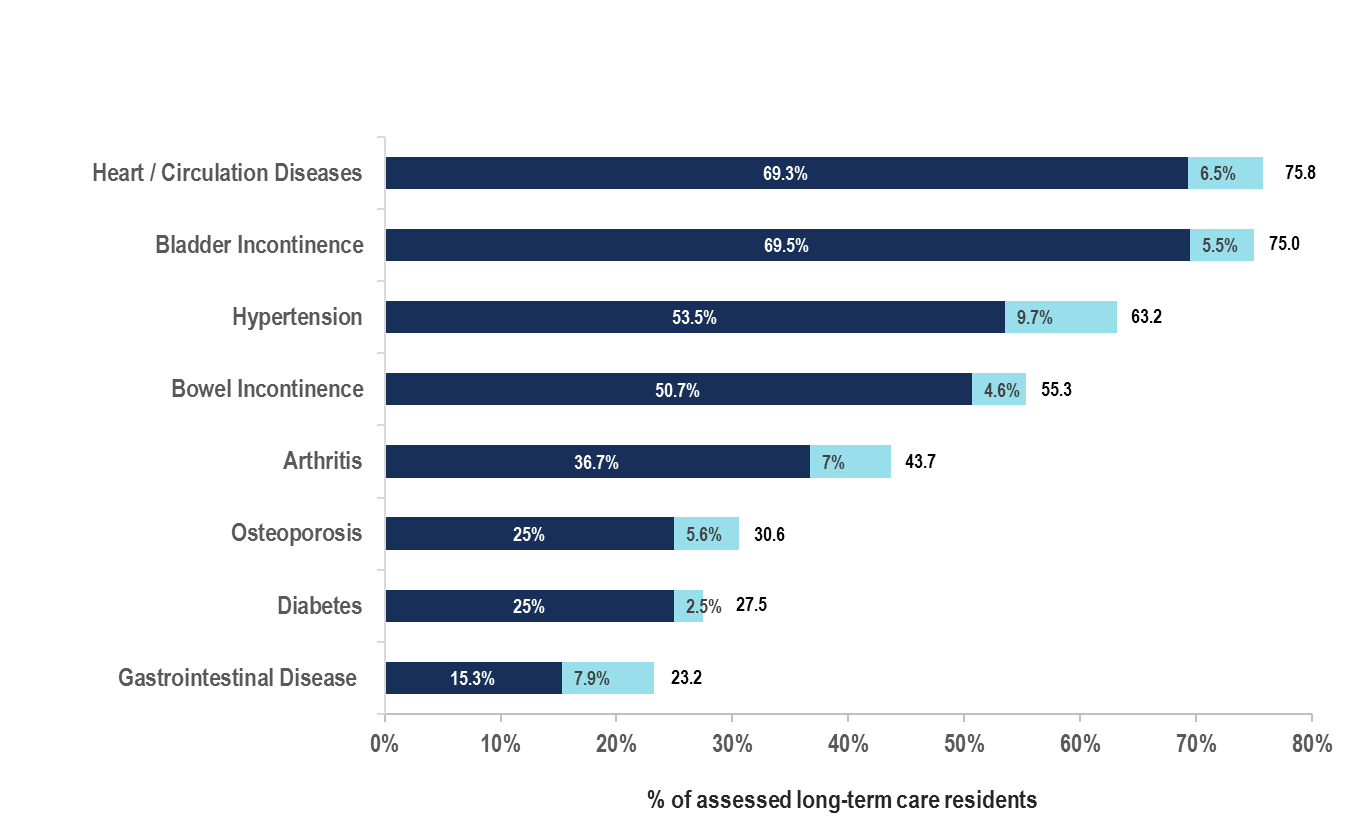 Heart / Circulation Diseases 69.3% 6.5% 75.8
Bladder Incontinence 69.5% 5.5% 75.0
Hypertension 53.5% 9.7% 63.2
Bowel Incontinence 50.7% 4.6% 55.3
Arthritis 36.7% 7% 43.7
Osteoporosis 25% 5.6% 30.6
Diabetes 25% 2.5% 27.5
Gastrointestinal Disease 15.3% 7.9% 23.2
0% 10% 20% 30% 40% 50% 60% 70% 80%
% of assessed long-term care residents